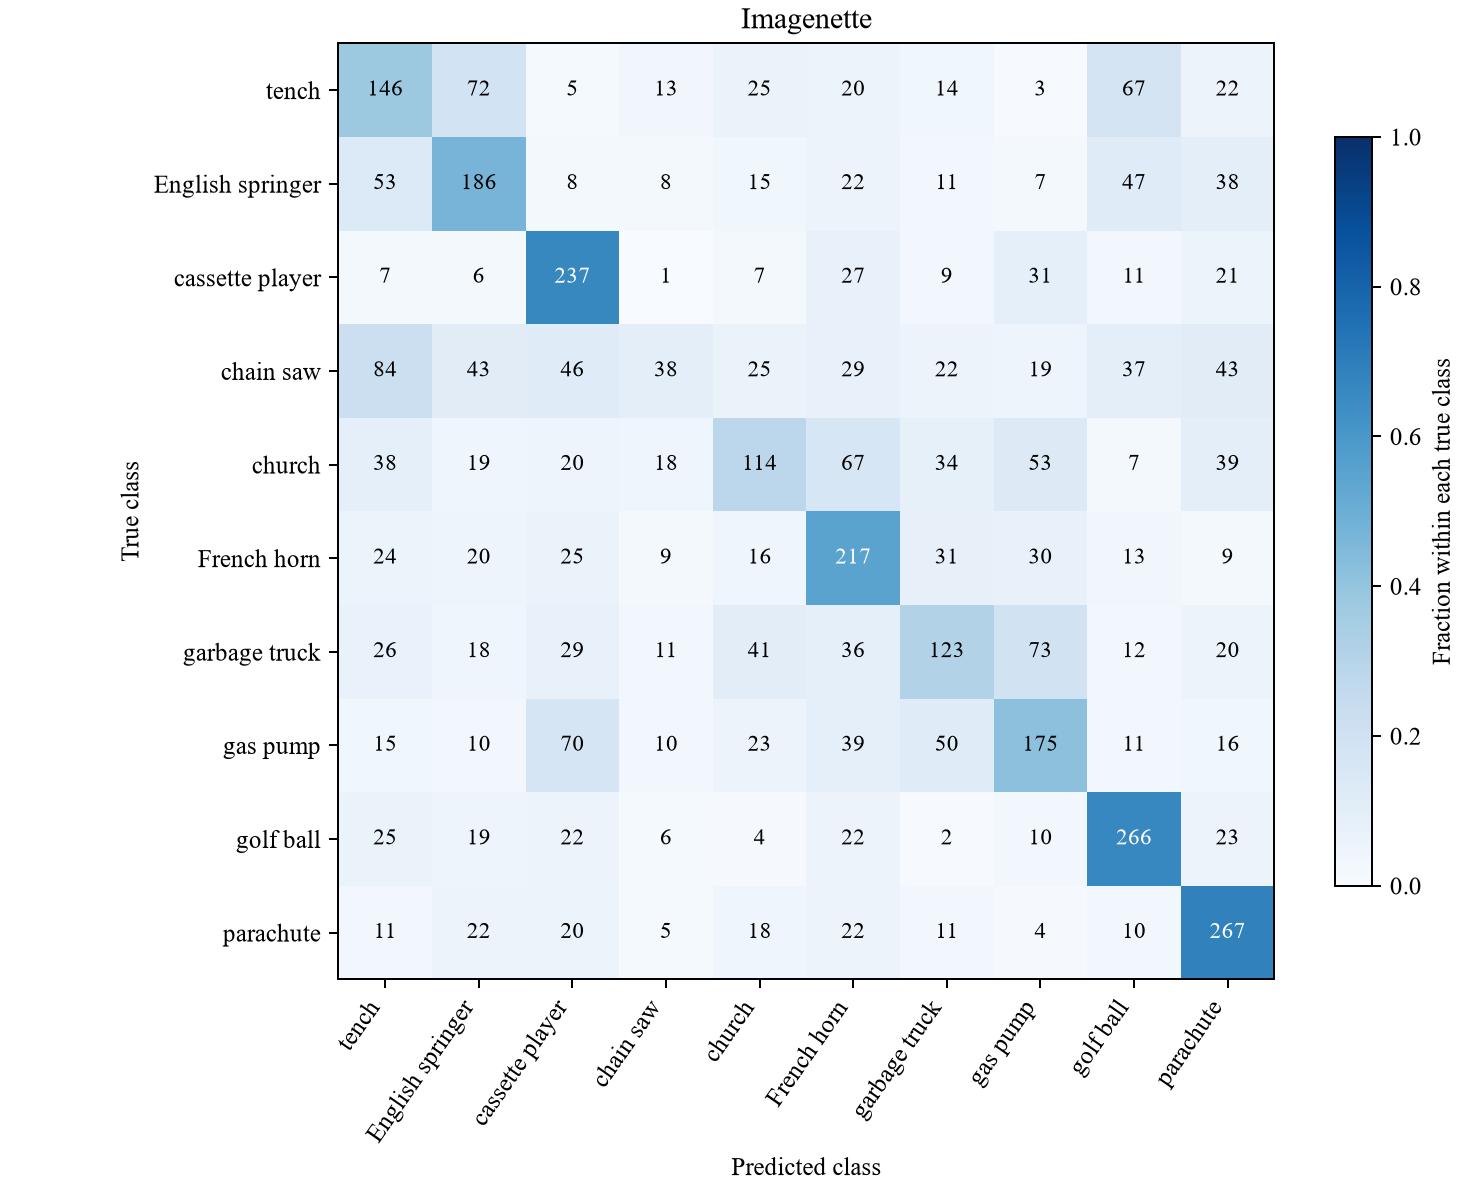 Imagenette
tench 146 72 5 13 25 20 14 3 67 22
English springer 53 186 8 8 15 22 11 7 47 38
cassette player 7 6 237 1 7 27 9 31 11 21
chain saw 84 43 46 38 25 29 22 19 37 43
church 38 19 20 18 114 67 34 53 7 39
French horn 24 20 25 9 16 217 31 30 13 9
garbage truck 26 18 29 11 41 36 123 73 12 20
gas pump 15 10 70 10 23 39 50 175 11 16
golf ball 25 19 22 6 4 22 2 10 266 23
parachute 11 22 20 5 18 22 11 4 10 267
tench
English springer
cassette player
chain saw
church
French horn
garbage truck
gas pump
golf ball
parachute
Predicted class
True class
1.0
0.8
0.6
0.4
0.2
0.0
Fraction within each true class